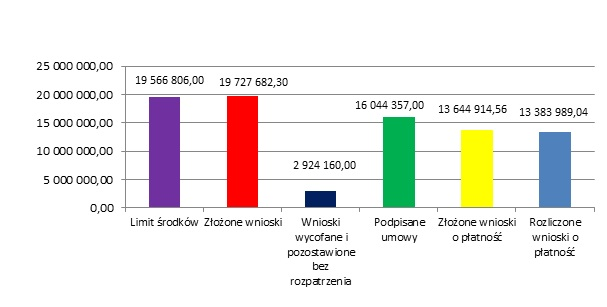 25 000 000,00
20 000 000,00
15 000 000,00
10 000 000,00
5 000 000,00
0,00
19 566 806,00
19 727 682,30
2 924 160,00
16 044 357,00
13 644 914,56
13 383 989,04
Limit środków
Złożone wnioski
Wnioski
wycofane i
pozostawione
bez
rozpatrzenia
Podpisane
umowy
Złożone wnioski
o płatność
Rozliczone
wnioski o
płatność